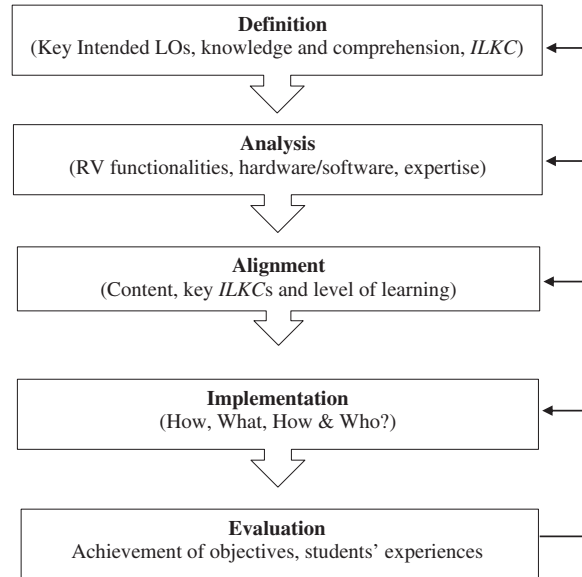 Definition
(Key Intended LOs, knowledge and comprehension, ILKC)
Analysis
(RV functionalities, hardware/software, expertise)
Alignment
(Content, key ILKCs and level of learning)
Implementation
(How, What, How & Who?)
Evaluation
Achievement of objectives, students’ experiences